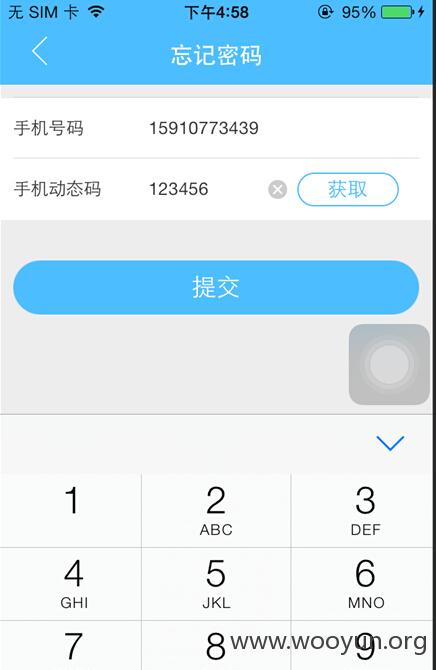 无 SIM 卡 下午4:58 95%
忘记密码
手机号码 15910773439
手机动态码 123456 获取
提交
1 2 3
ABC DEF
4 5 6
GHI JKL MNO
7 8 9
www.wooyun.org